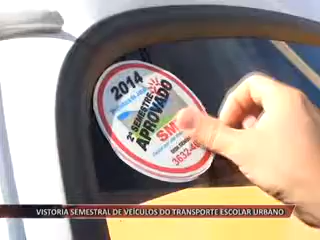 2014
2º SEMESTRE
APROVADO
SM
3632-4
VISTORIA SEMESTRAL DE VEÍCULOS DO TRANSPORTE ESCOLAR URBANO